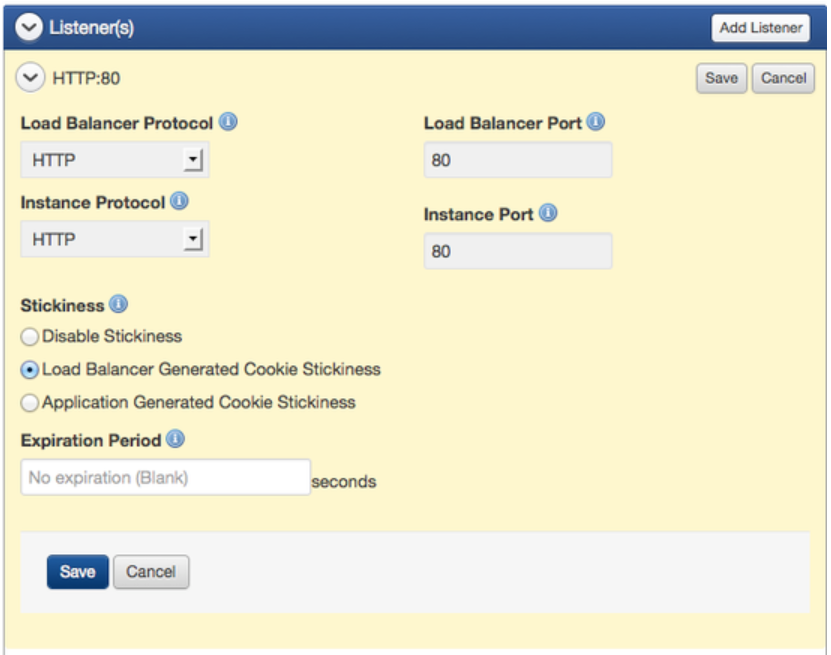 Listener(s)
Add Listener
HTTP:80
Save
Cancel
Load Balancer Protocol
Load Balancer Port
HTTP
80
Instance Protocol
Instance Port
HTTP
80
Stickiness
Disable Stickiness
Load Balancer Generated Cookie Stickiness
Application Generated Cookie Stickiness
Expiration Period
No expiration (Blank)
seconds
Save
Cancel